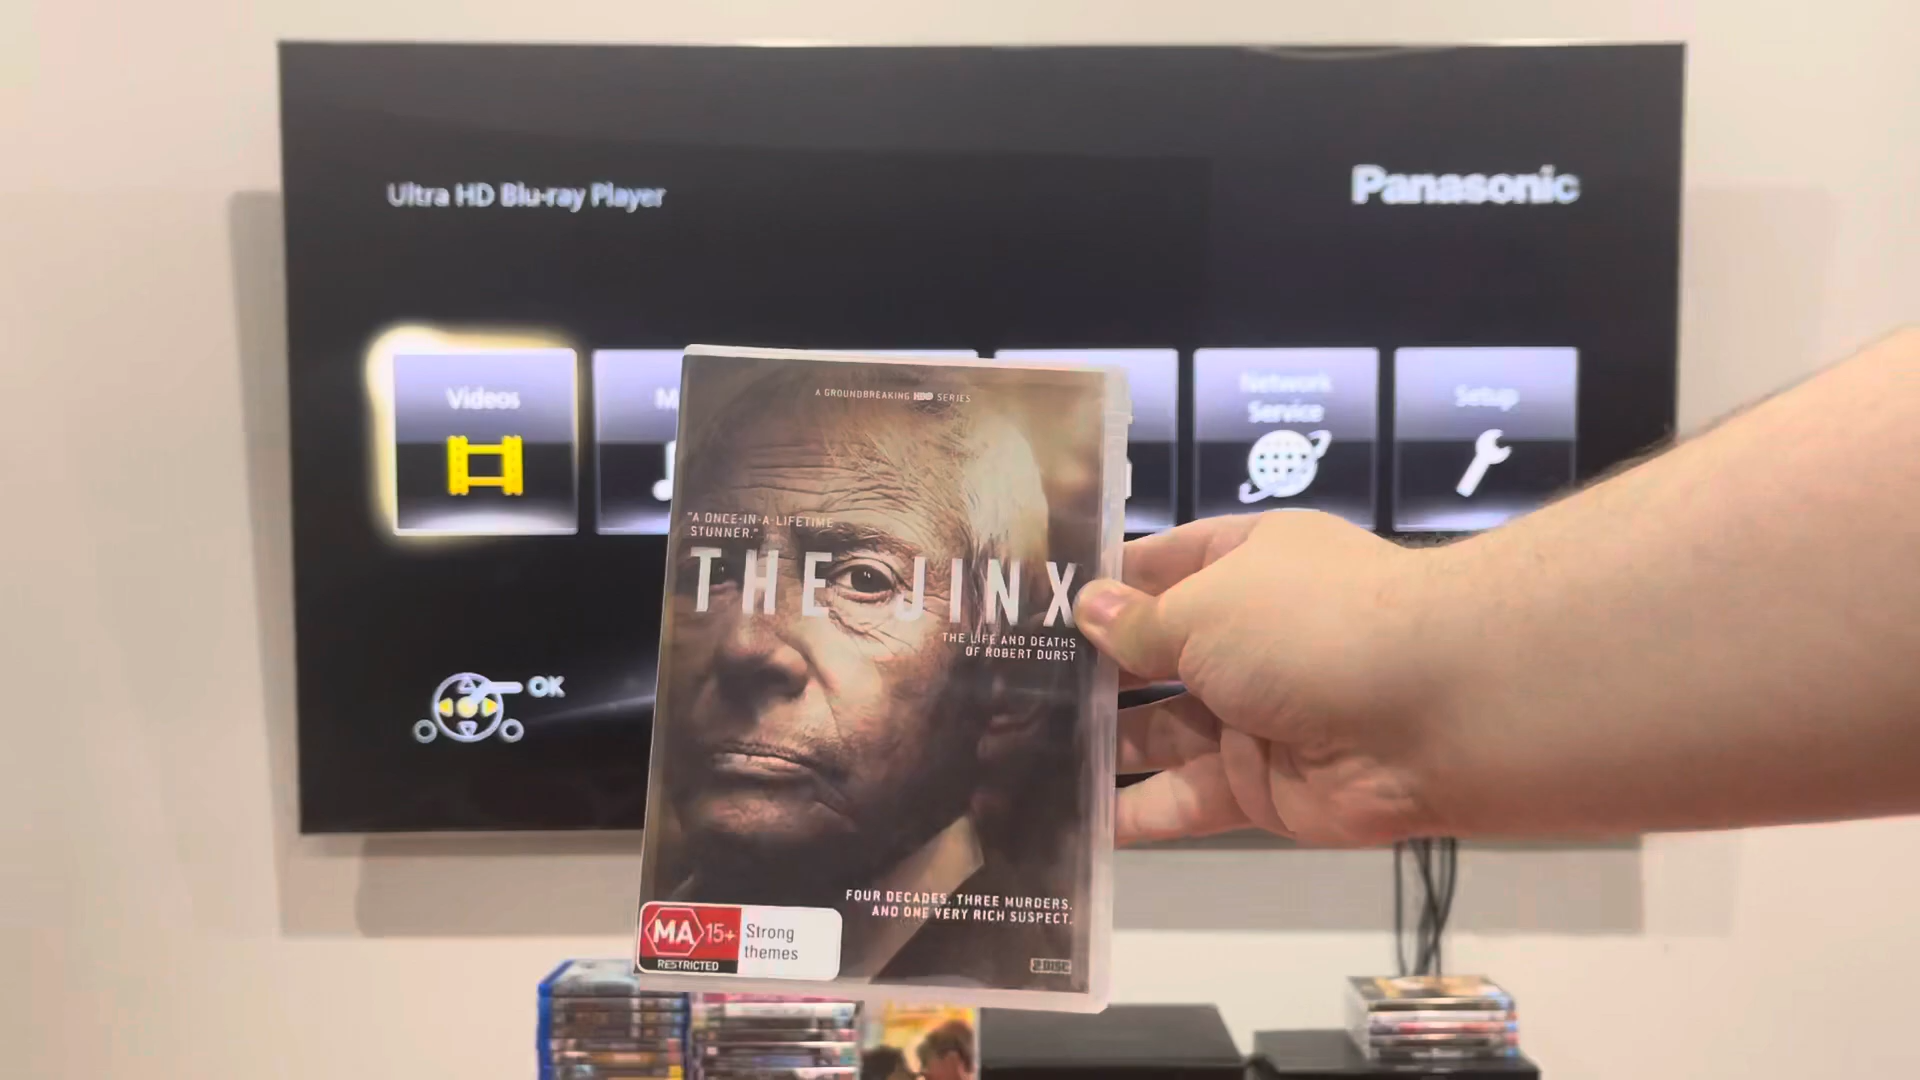 Ultra HD Blu-ray Player
Panasonic
Videos
M
Network
Service
Setup
OK
A GROUNDBREAKING HBO SERIES
"A ONCE-IN-A-LIFETIME
STUNNER."
THE JINX
THE LIFE AND DEATHS
OF ROBERT DURST
FOUR DECADES. THREE MURDERS.
AND ONE VERY RICH SUSPECT.
MA 15+
RESTRICTED
Strong
themes
2 DISC